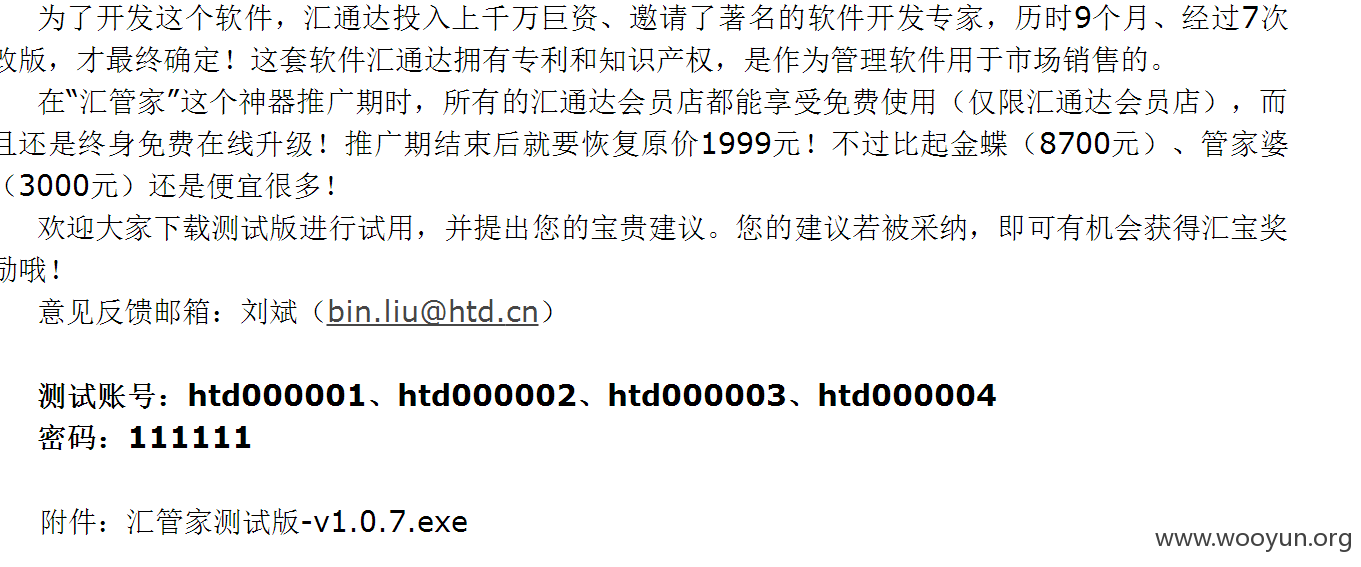 为了开发这个软件，汇通达投入上千万巨资、邀请了著名的软件开发专家，历时9个月、经过7次
改版，才最终确定！这套软件汇通达拥有专利和知识产权，是作为管理软件用于市场销售的。
在“汇管家”这个神器推广期时，所有的汇通达会员店都能享受免费使用（仅限汇通达会员店），而
且还是终身免费在线升级！推广期结束后就要恢复原价1999元！不过比起金蝶（8700元）、管家婆
（3000元）还是便宜很多！
欢迎大家下载测试版进行试用，并提出您的宝贵建议。您的建议若被采纳，即可有机会获得汇宝奖
励哦！
意见反馈邮箱：刘斌（bin.liu@htd.cn）
测试账号：htd000001、htd000002、htd000003、htd000004
密码：111111
附件：汇管家测试版-v1.0.7.exe
www.wooyun.org